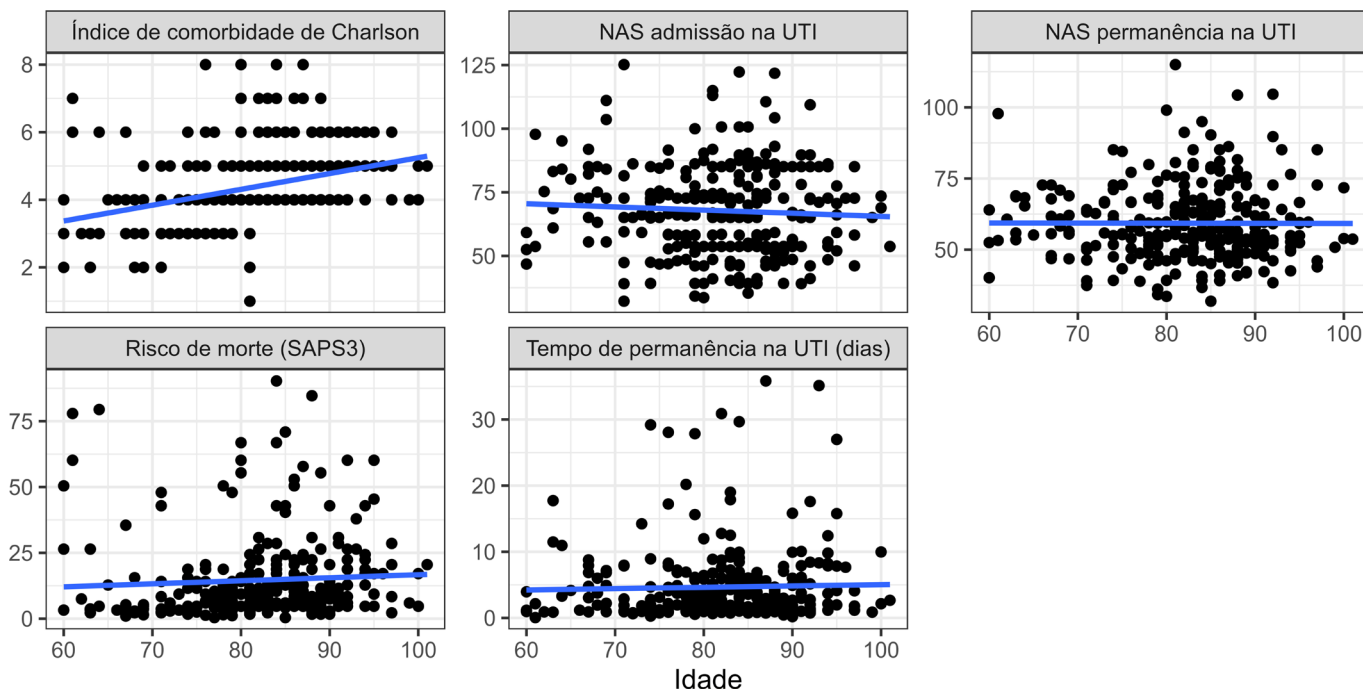 Índice de comorbidade de Charlson
NAS admissão na UTI
NAS permanência na UTI
8
6
4
2
125
100
75
50
100
75
50
60 70 80 90 100
Risco de morte (SAPS3)
Tempo de permanência na UTI (dias)
75
50
25
0
30
20
10
0
60 70 80 90 100
60 70 80 90 100
Idade